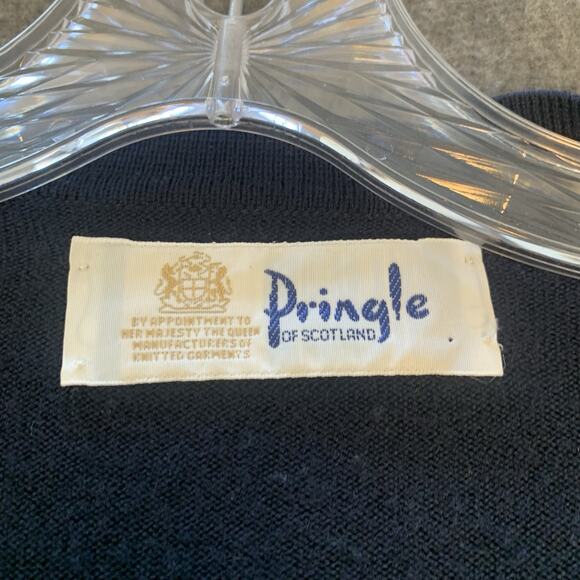 BY APPOINTMENT TO
HER MAJESTY THE QUEEN
MANUFACTURERS OF
KNITTED GARMENTS
Pringle
OF SCOTLAND